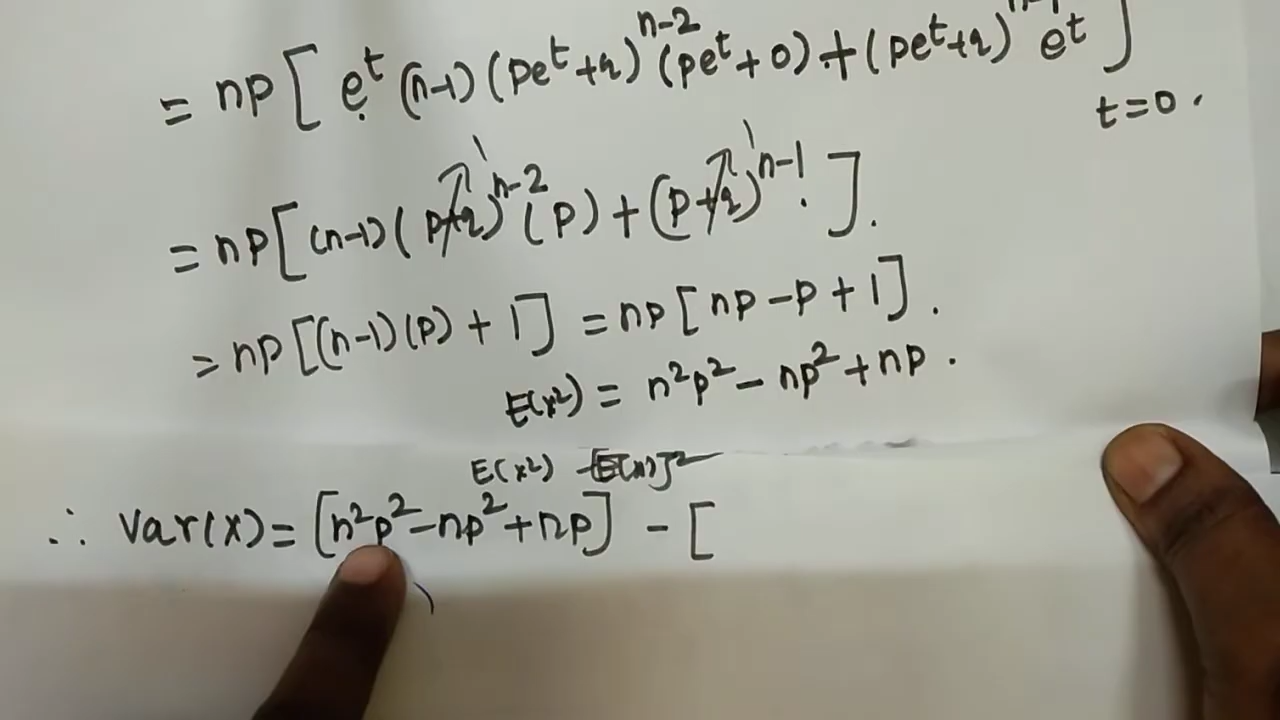 = np[e^t (n-1)(pe^t+q)^{n-2} (pe^t+0) + (pe^t+q)^{n-1} e^t]
t=0.
= np[(n-1)(p+q)^{n-2} (p) + (p+q)^{n-1}.].
= np[(n-1)(p) + 1] = np[np-p+1].
E(x²) = n²p² - np² + np.
E(x²) - [E(x)]²
∴ Var(x) = [n²p² - np² + np] - [